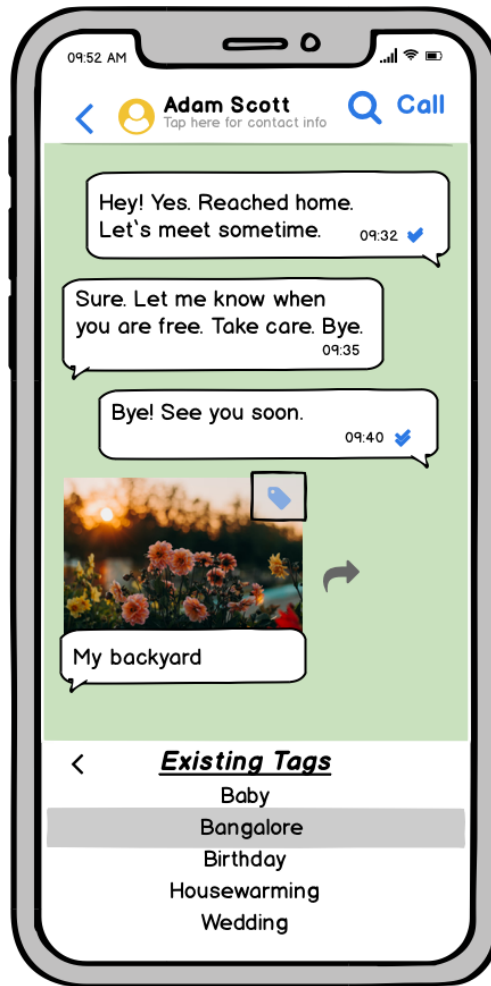 09:52 AM
Adam Scott
Tap here for contact info
Call
Hey! Yes. Reached home.
Let`s meet sometime.
09:32
Sure. Let me know when
you are free. Take care. Bye.
09:35
Bye! See you soon.
09:40
My backyard
Existing Tags
Baby
Bangalore
Birthday
Housewarming
Wedding